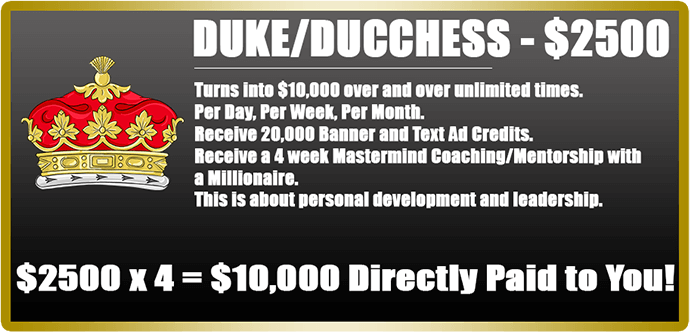 DUKE/DUCCHESS - $2500
Turns into $10,000 over and over unlimited times.
Per Day, Per Week, Per Month.
Receive 20,000 Banner and Text Ad Credits.
Receive a 4 week Mastermind Coaching/Mentorship with
a Millionaire.
This is about personal development and leadership.
$2500 x 4 = $10,000 Directly Paid to You!